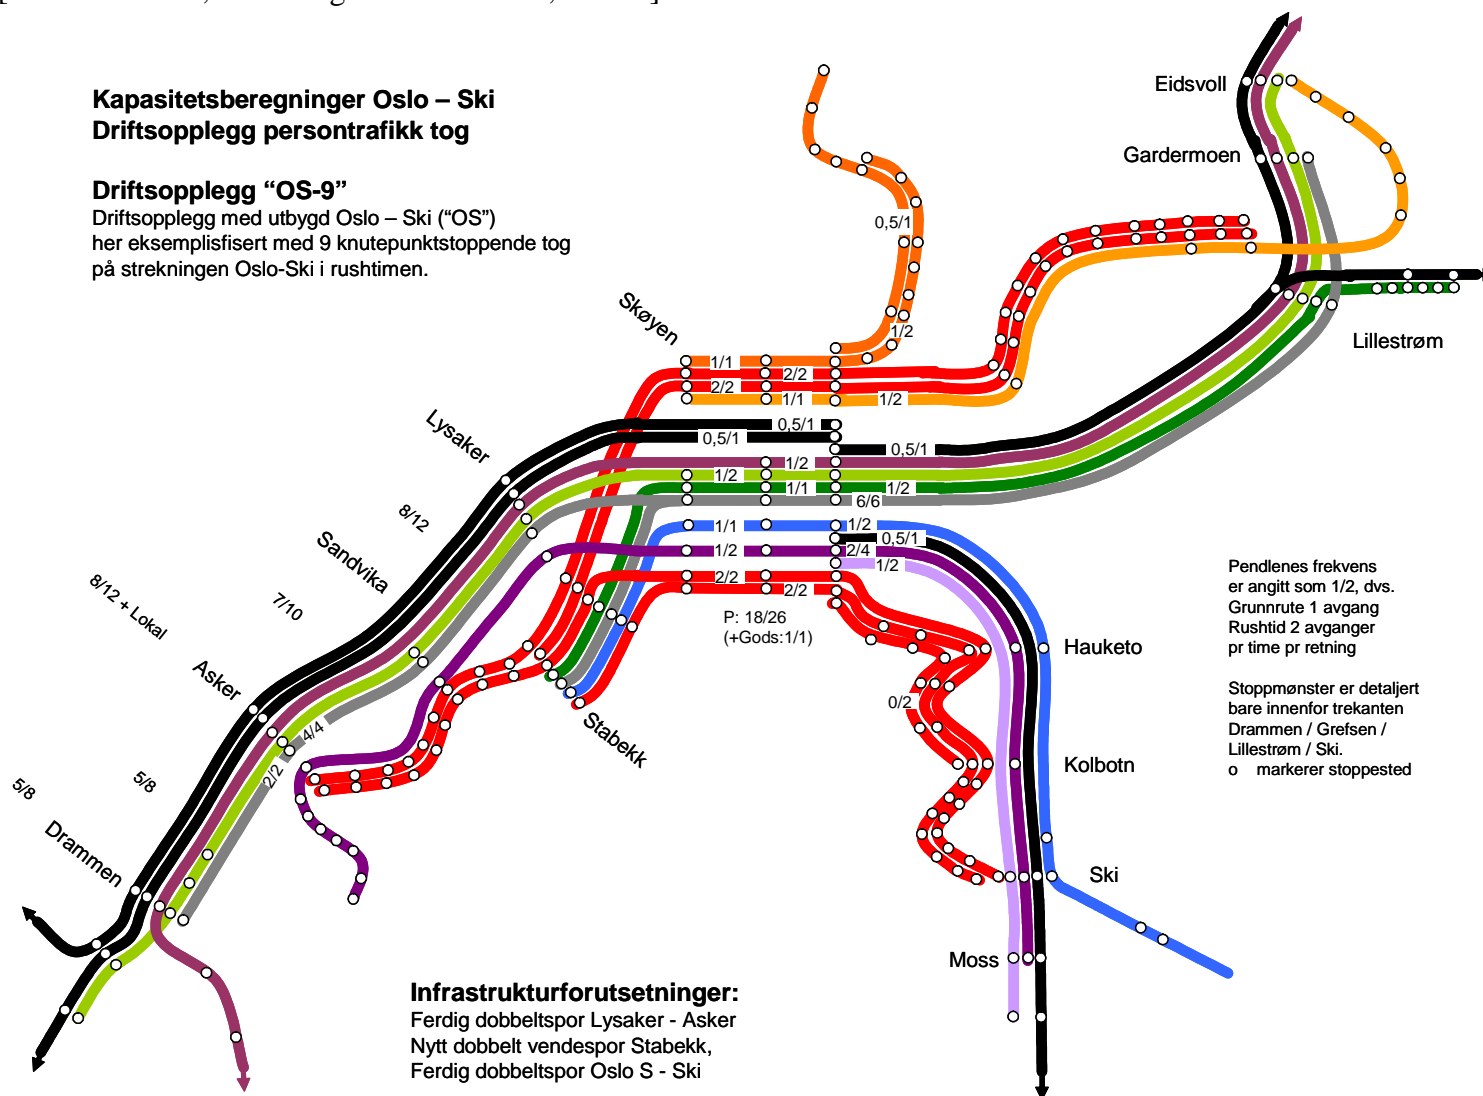 Kapasitetsberegninger Oslo – Ski
Driftsopplegg persontrafikk tog
Driftsopplegg “OS-9”
Driftsopplegg med utbygd Oslo – Ski (“OS”)
her eksemplisfisert med 9 knutepunktstoppende tog
på strekningen Oslo-Ski i rushtimen.
Eidsvoll
Gardermoen
0,5/1
Skøyen
1/2
Lillestrøm
1/1
2/2
2/2
1/1
1/2
Lysaker
0,5/1
0,5/1
0,5/1
1/2
1/2
1/1
1/2
6/6
8/12
1/1
1/2
0,5/1
Sandvika
1/2
2/4
1/2
2/2
2/2
8/12 + Lokal
7/10
P: 18/26
(+Gods:1/1)
Pendlenes frekvens
er angitt som 1/2, dvs.
Grunnrute 1 avgang
Rushtid 2 avganger
pr time pr retning
Hauketo
Asker
0/2
Stoppmønster er detaljert
bare innenfor trekanten
Drammen / Grefsen /
Lillestrøm / Ski.
o markerer stoppested
Stabekk
4/4
2/2
Kolbotn
5/8
5/8
Drammen
Ski
Moss
Infrastrukturforutsetninger:
Ferdig dobbeltspor Lysaker - Asker
Nytt dobbelt vendespor Stabekk,
Ferdig dobbeltspor Oslo S - Ski